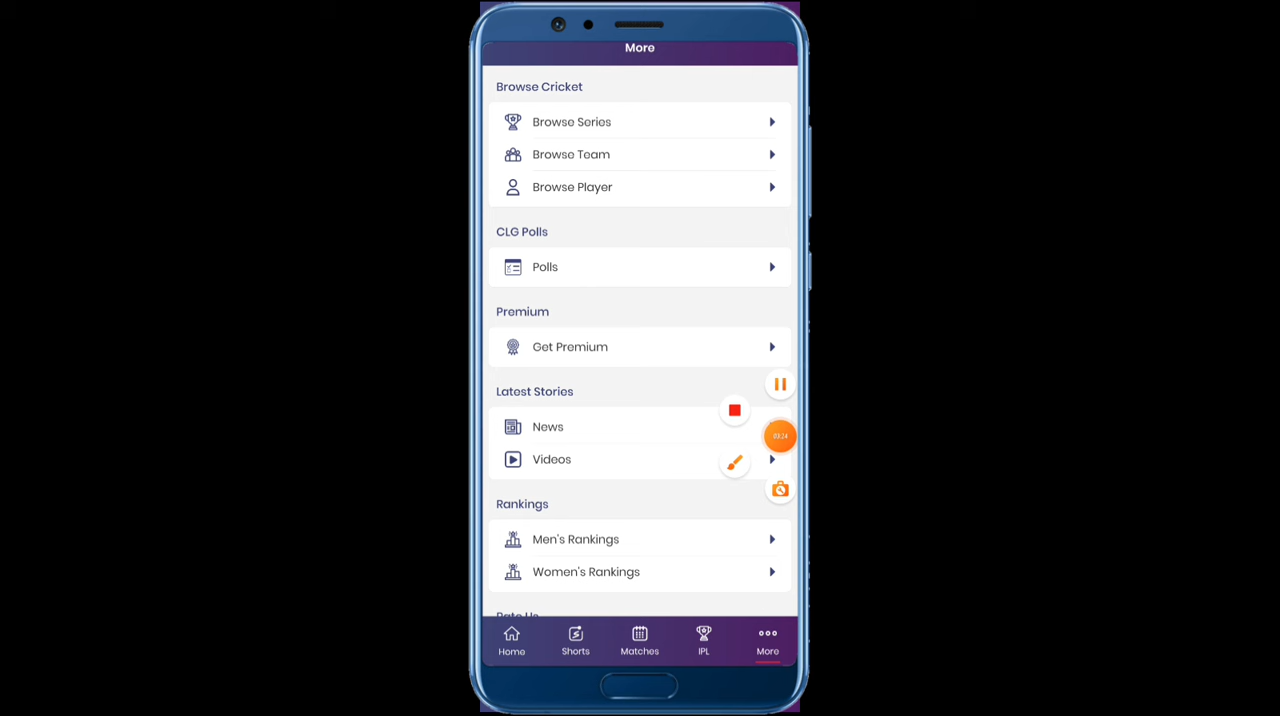 More
Browse Cricket
Browse Series
Browse Team
Browse Player
CLG Polls
Polls
Premium
Get Premium
Latest Stories
News
Videos
Rankings
Men's Rankings
Women's Rankings
Rate Us
Home Shorts Matches IPL More